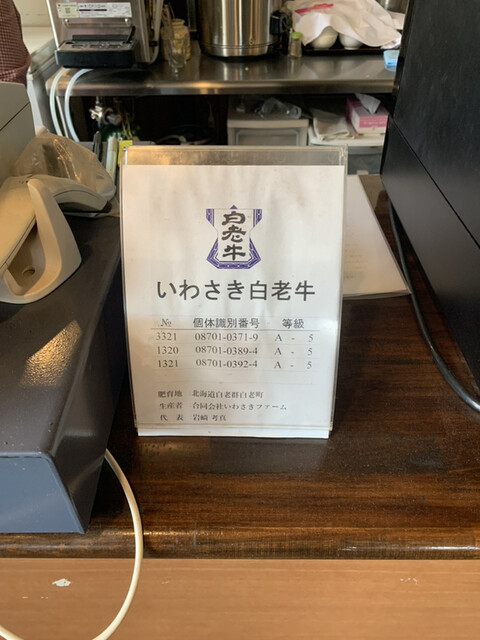 白老牛
いわさき白老牛
№ 個体識別番号 等級
3321 08701-0371-9 A - 5
1320 08701-0389-4 A - 5
1321 08701-0392-4 A - 5
肥育地 北海道白老群白老町
生産者 合同会社いわさきファーム
代 表 岩崎 考真